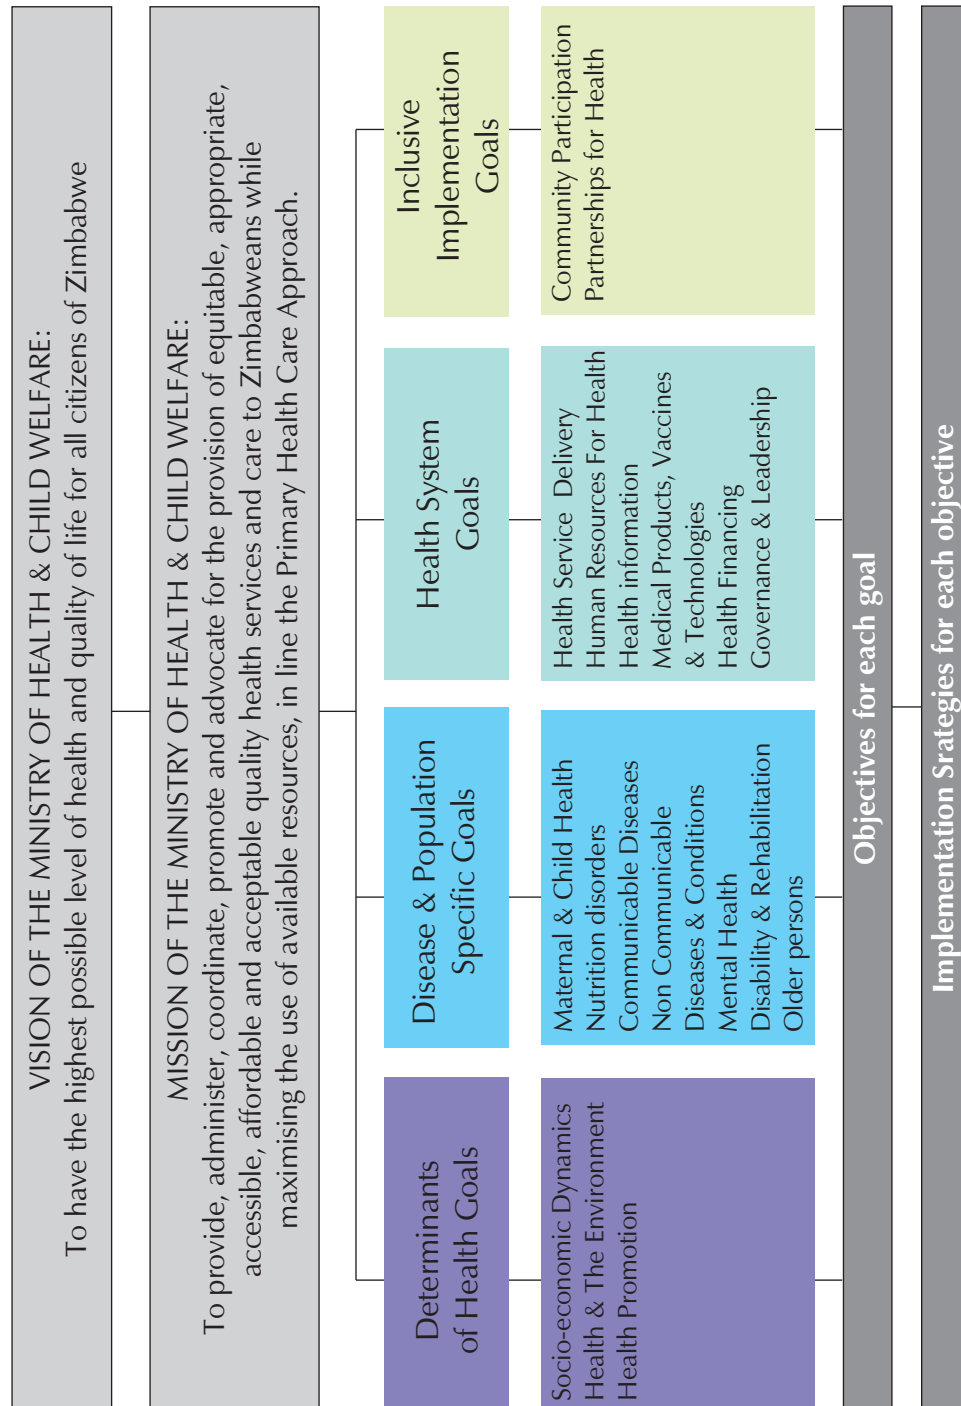 VISION OF THE MINISTRY OF HEALTH & CHILD WELFARE:
To have the highest possible level of health and quality of life for all citizens of Zimbabwe
MISSION OF THE MINISTRY OF HEALTH & CHILD WELFARE:
To provide, administer, coordinate, promote and advocate for the provision of equitable, appropriate,
accessible, affordable and acceptable quality health services and care to Zimbabweans while
maximising the use of available resources, in line the Primary Health Care Approach.
Determinants
of Health Goals
Socio-economic Dynamics
Health & The Environment
Health Promotion
Disease & Population
Specific Goals
Maternal & Child Health
Nutrition disorders
Communicable Diseases
Non Communicable
Diseases & Conditions
Mental Health
Disability & Rehabilitation
Older persons
Health System
Goals
Health Service Delivery
Human Resources For Health
Health information
Medical Products, Vaccines
& Technologies
Health Financing
Governance & Leadership
Inclusive
Implementation
Goals
Community Participation
Partnerships for Health
Objectives for each goal
Implementation Srategies for each objective